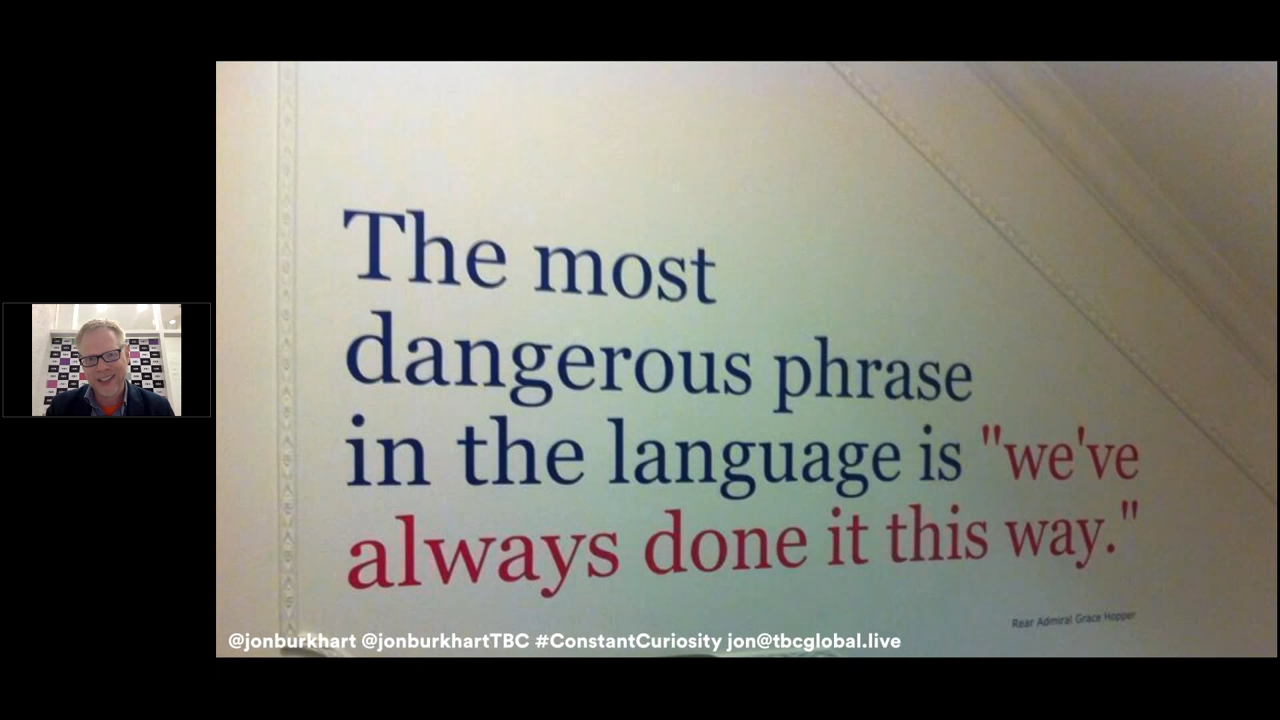 The most
dangerous phrase
in the language is "we've
always done it this way."
Rear Admiral Grace Hopper
@jonburkhart @jonburkhartTBC #ConstantCuriosity jon@tbcglobal.live